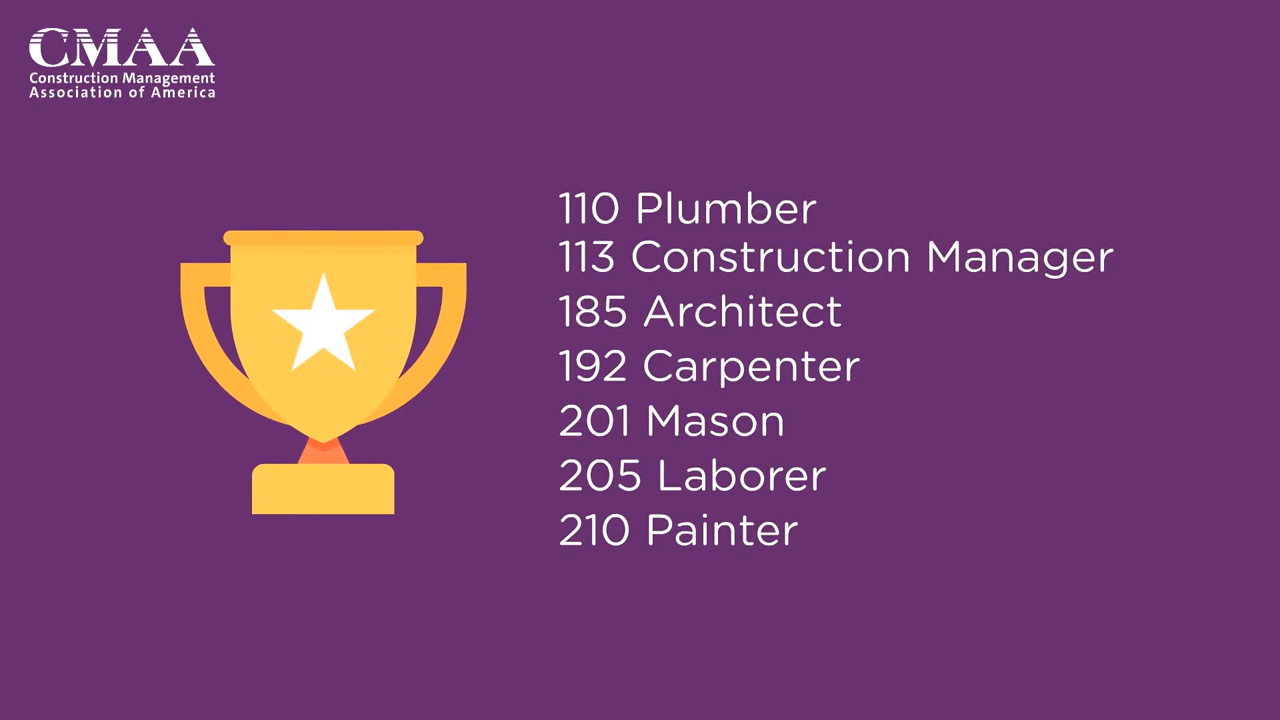 CMAA
Construction Management
Association of America
110 Plumber
113 Construction Manager
185 Architect
192 Carpenter
201 Mason
205 Laborer
210 Painter